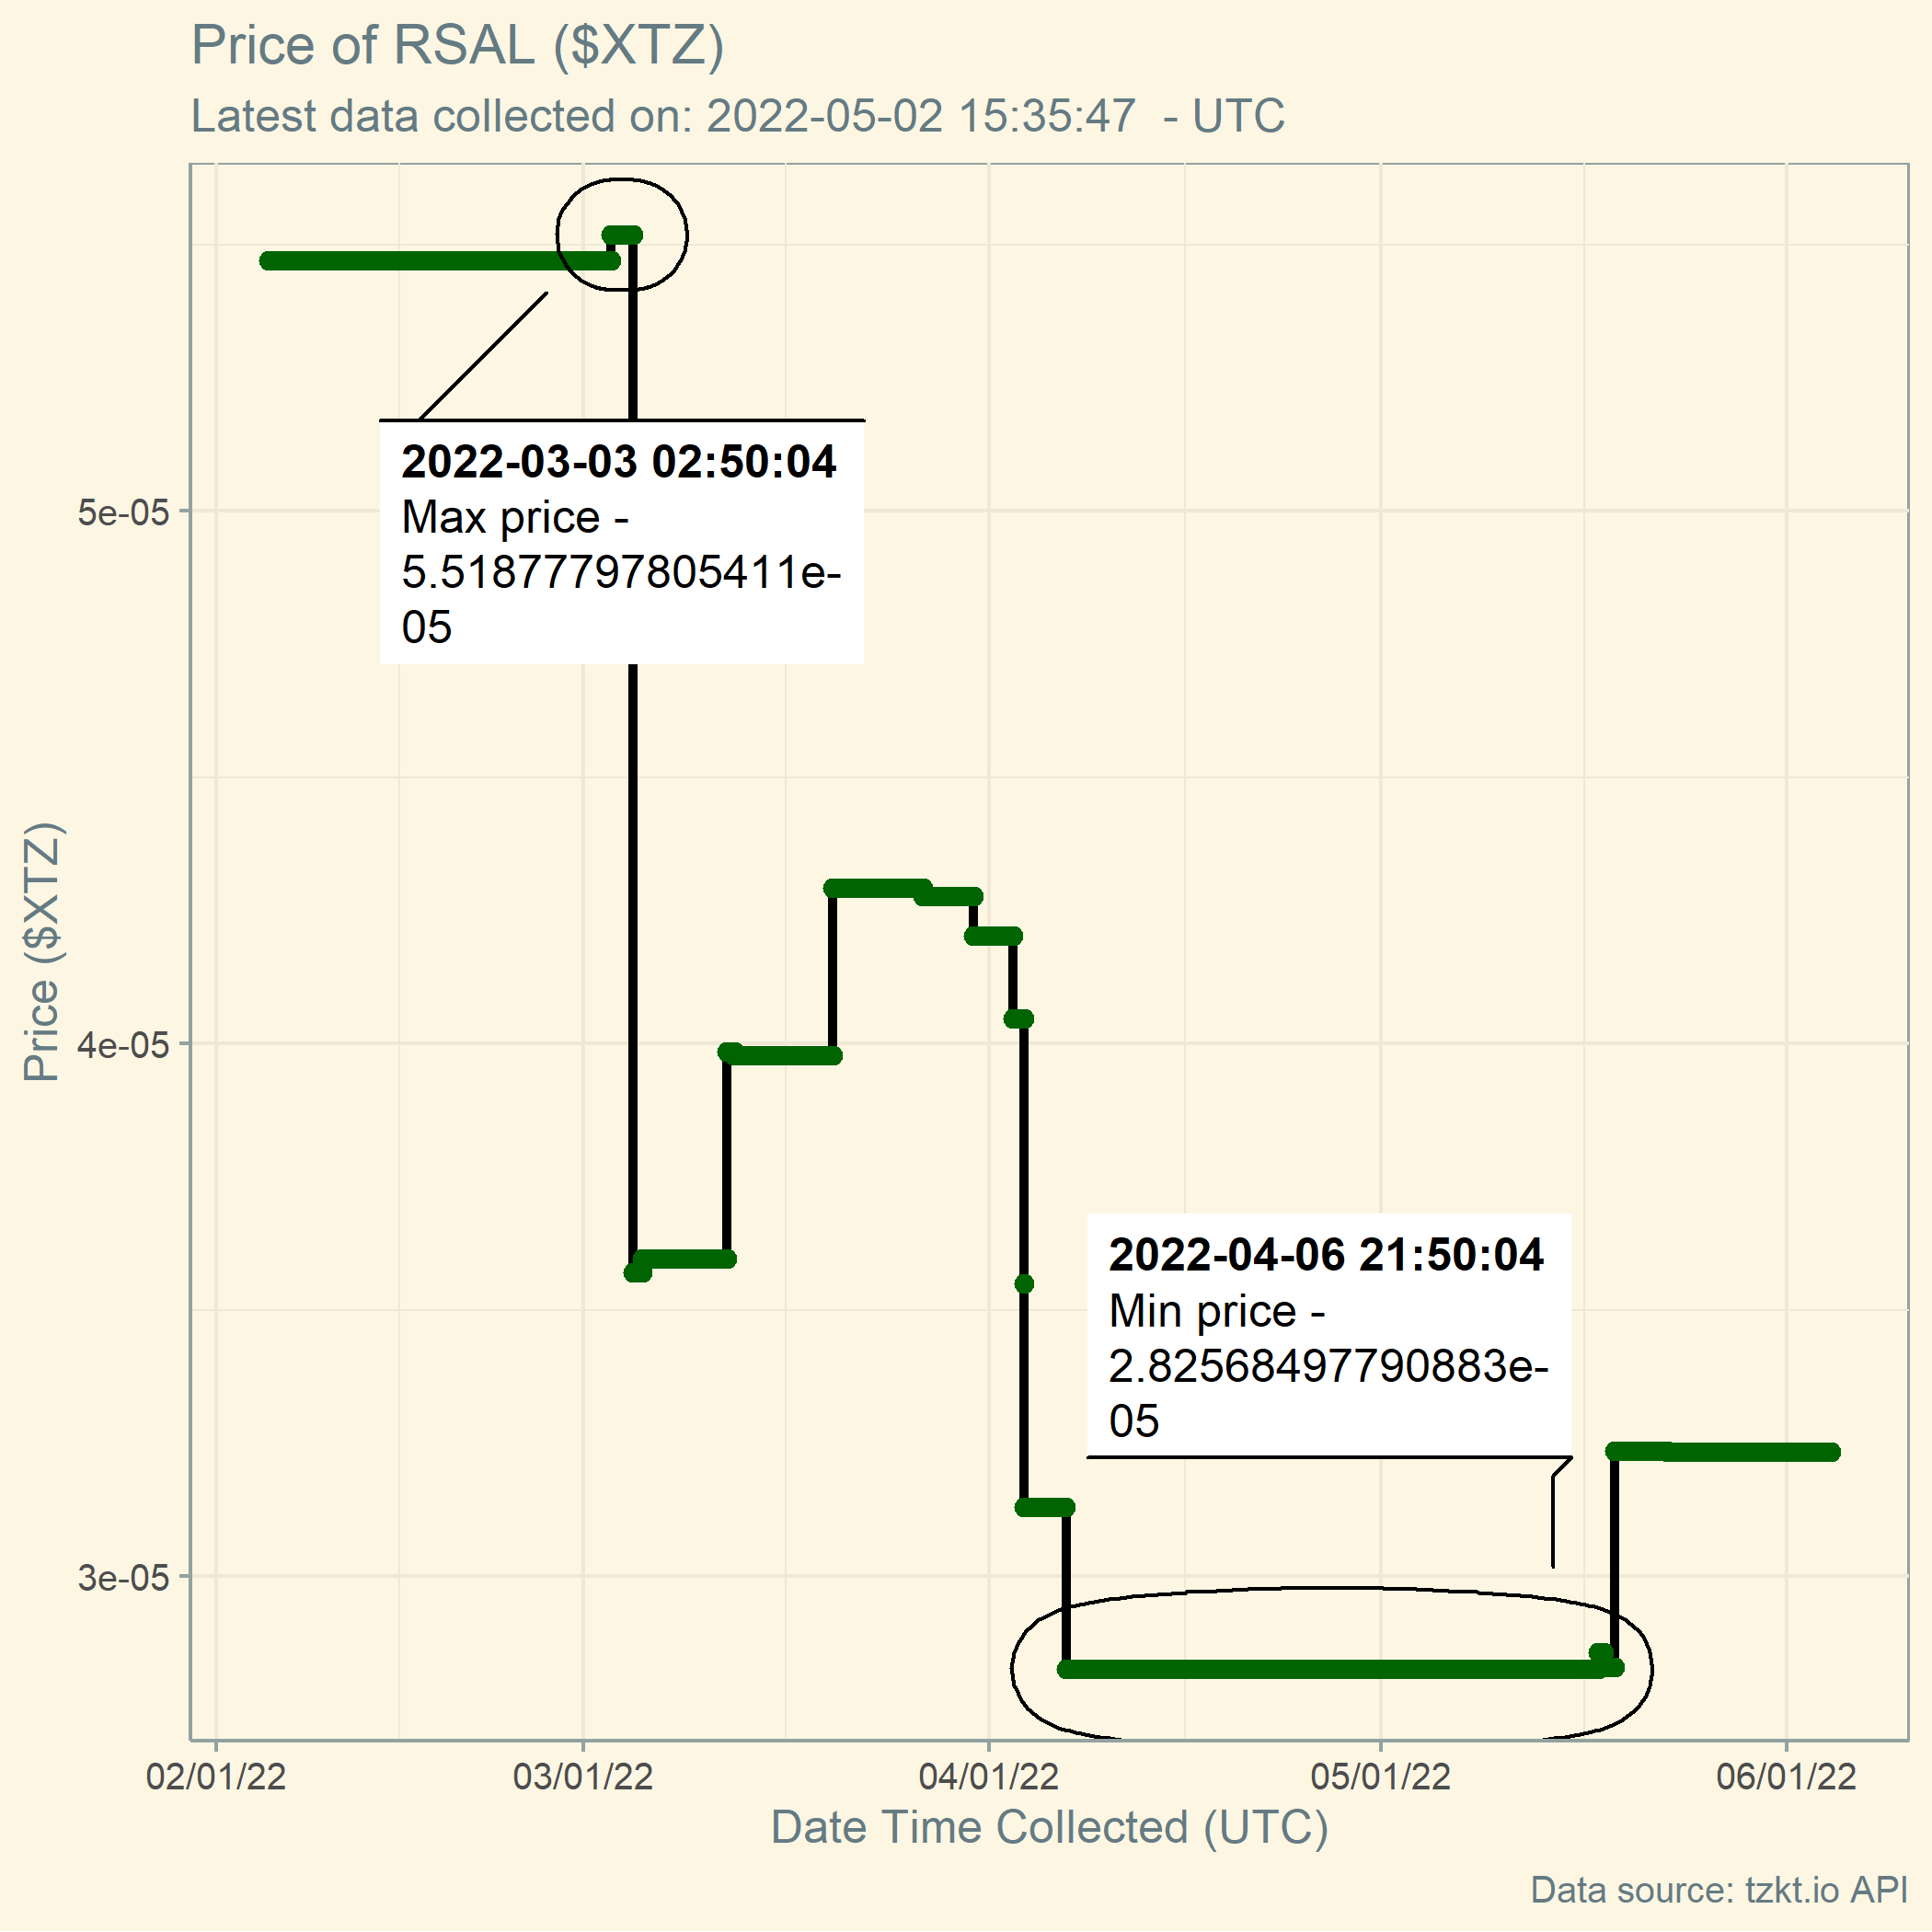 Price of RSAL ($XTZ)
Latest data collected on: 2022-05-02 15:35:47  - UTC
2022-03-03 02:50:04
Max price -
5.51877797805411e-
05
5e-05
Price ($XTZ)
4e-05
2022-04-06 21:50:04
Min price -
2.82568497790883e-
05
3e-05
02/01/22
03/01/22
04/01/22
05/01/22
06/01/22
Date Time Collected (UTC)
Data source: tzkt.io API